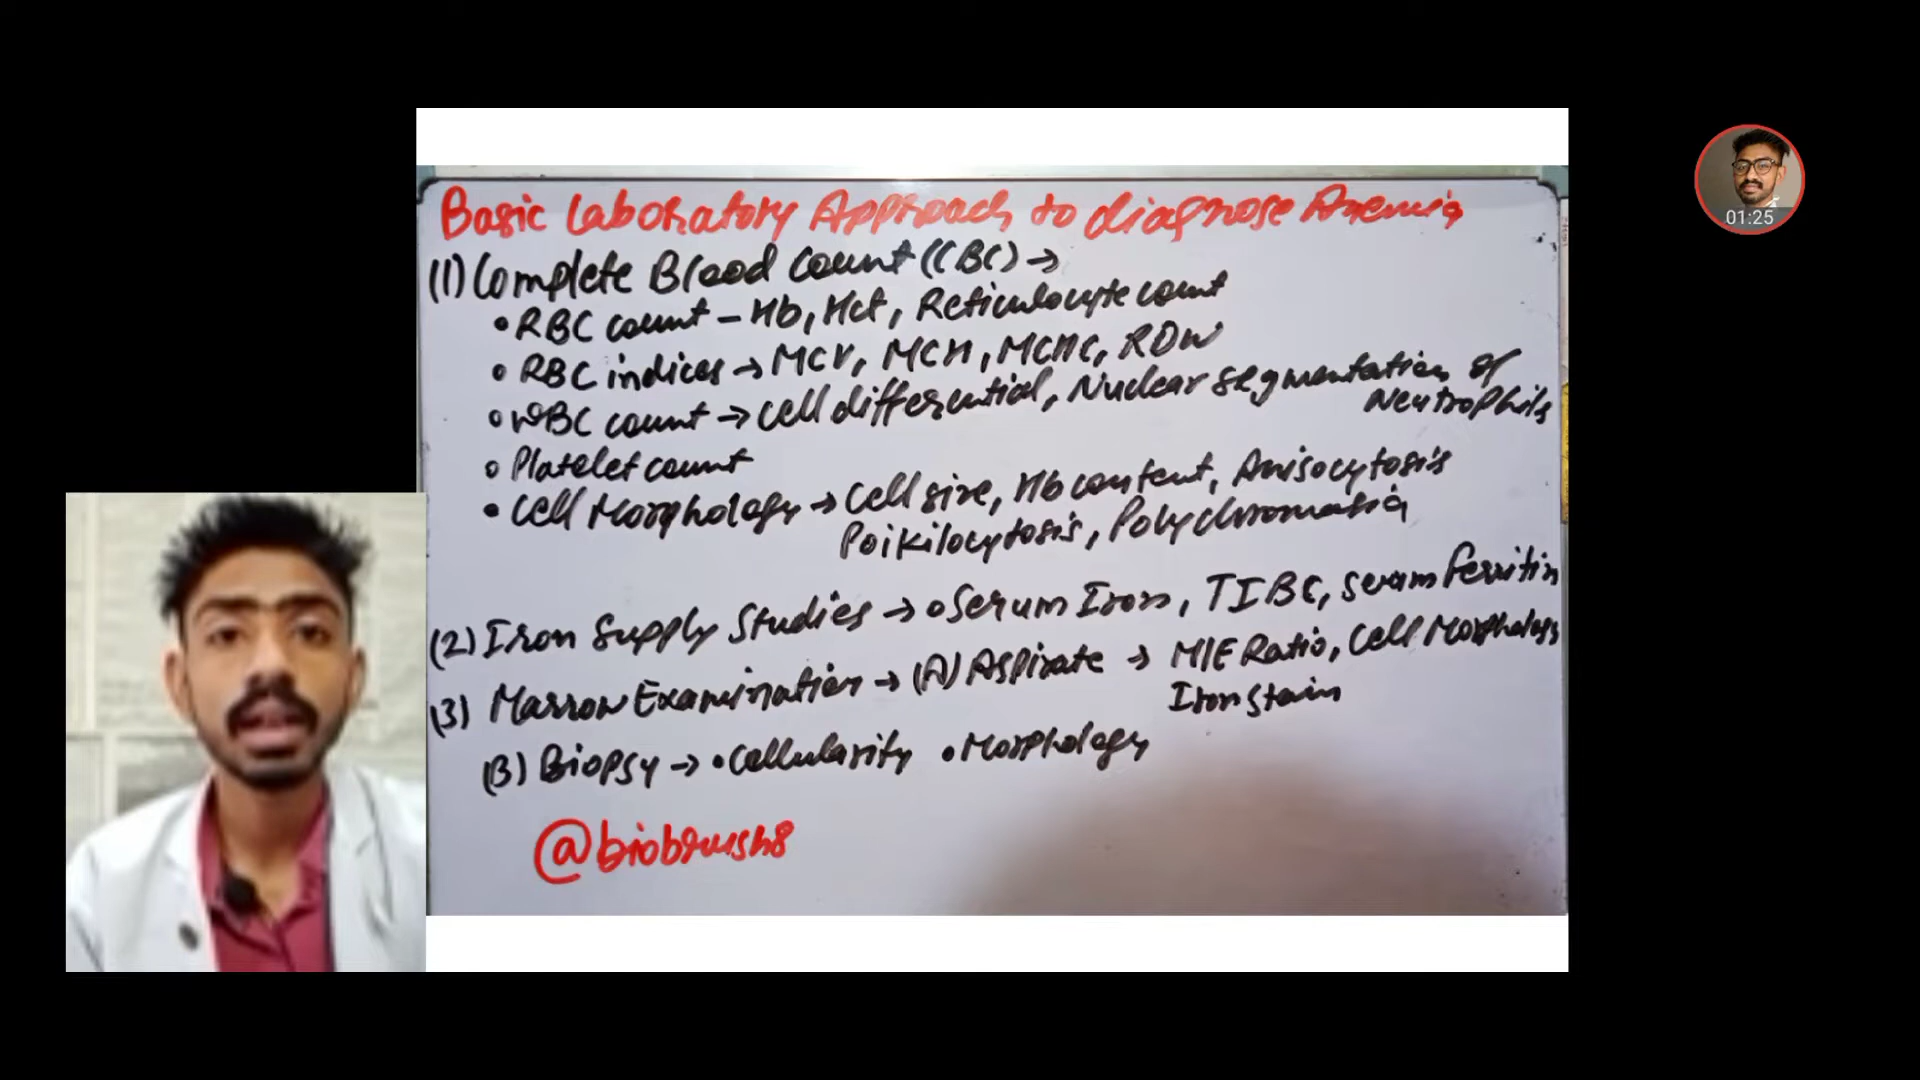 Basic Laboratory Approach to diagnose Anemia
(1) Complete Blood Count (CBC) →
• RBC count - Hb, Hct, Reticulocyte count
• RBC indices → MCV, MCH, MCHC, RDW
• WBC count → Cell differential, Nuclear segmentation of
Neutrophils
• Platelet count
• Cell Morphology → Cell size, Hb content, Anisocytosis
Poikilocytosis, Polychromasia
(2) Iron Supply Studies → • Serum Iron, TIBC, Serum Ferritin
(3) Marrow Examination → (A) Aspirate → M/E Ratio, Cell Morphology
Iron Stain
(B) Biopsy → • Cellularity • Morphology
@biobrush8
01:25